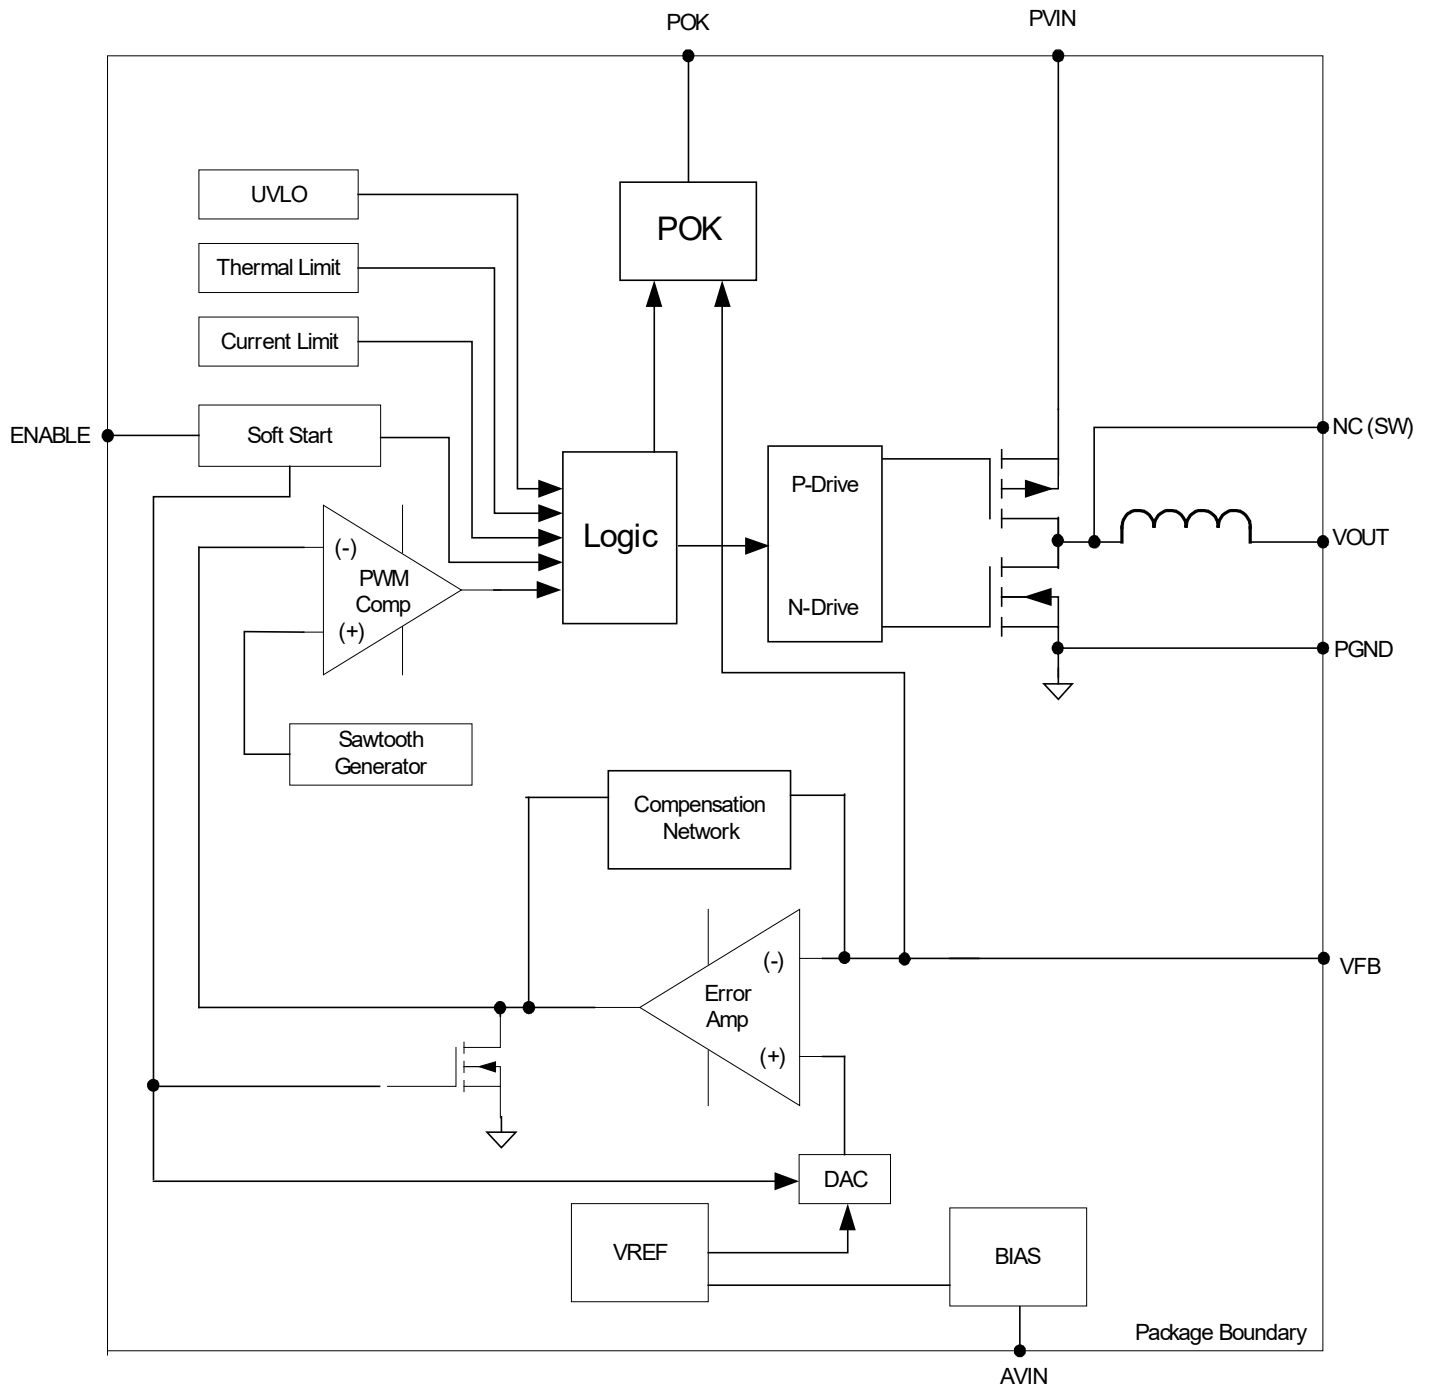 POK
PVIN
UVLO
POK
Thermal Limit
Current Limit
ENABLE
Soft Start
NC (SW)
P-Drive
Logic
VOUT
(-)
PWM
Comp
(+)
N-Drive
PGND
Sawtooth
Generator
Compensation
Network
(-)
VFB
Error
Amp
(+)
DAC
VREF
BIAS
Package Boundary
AVIN